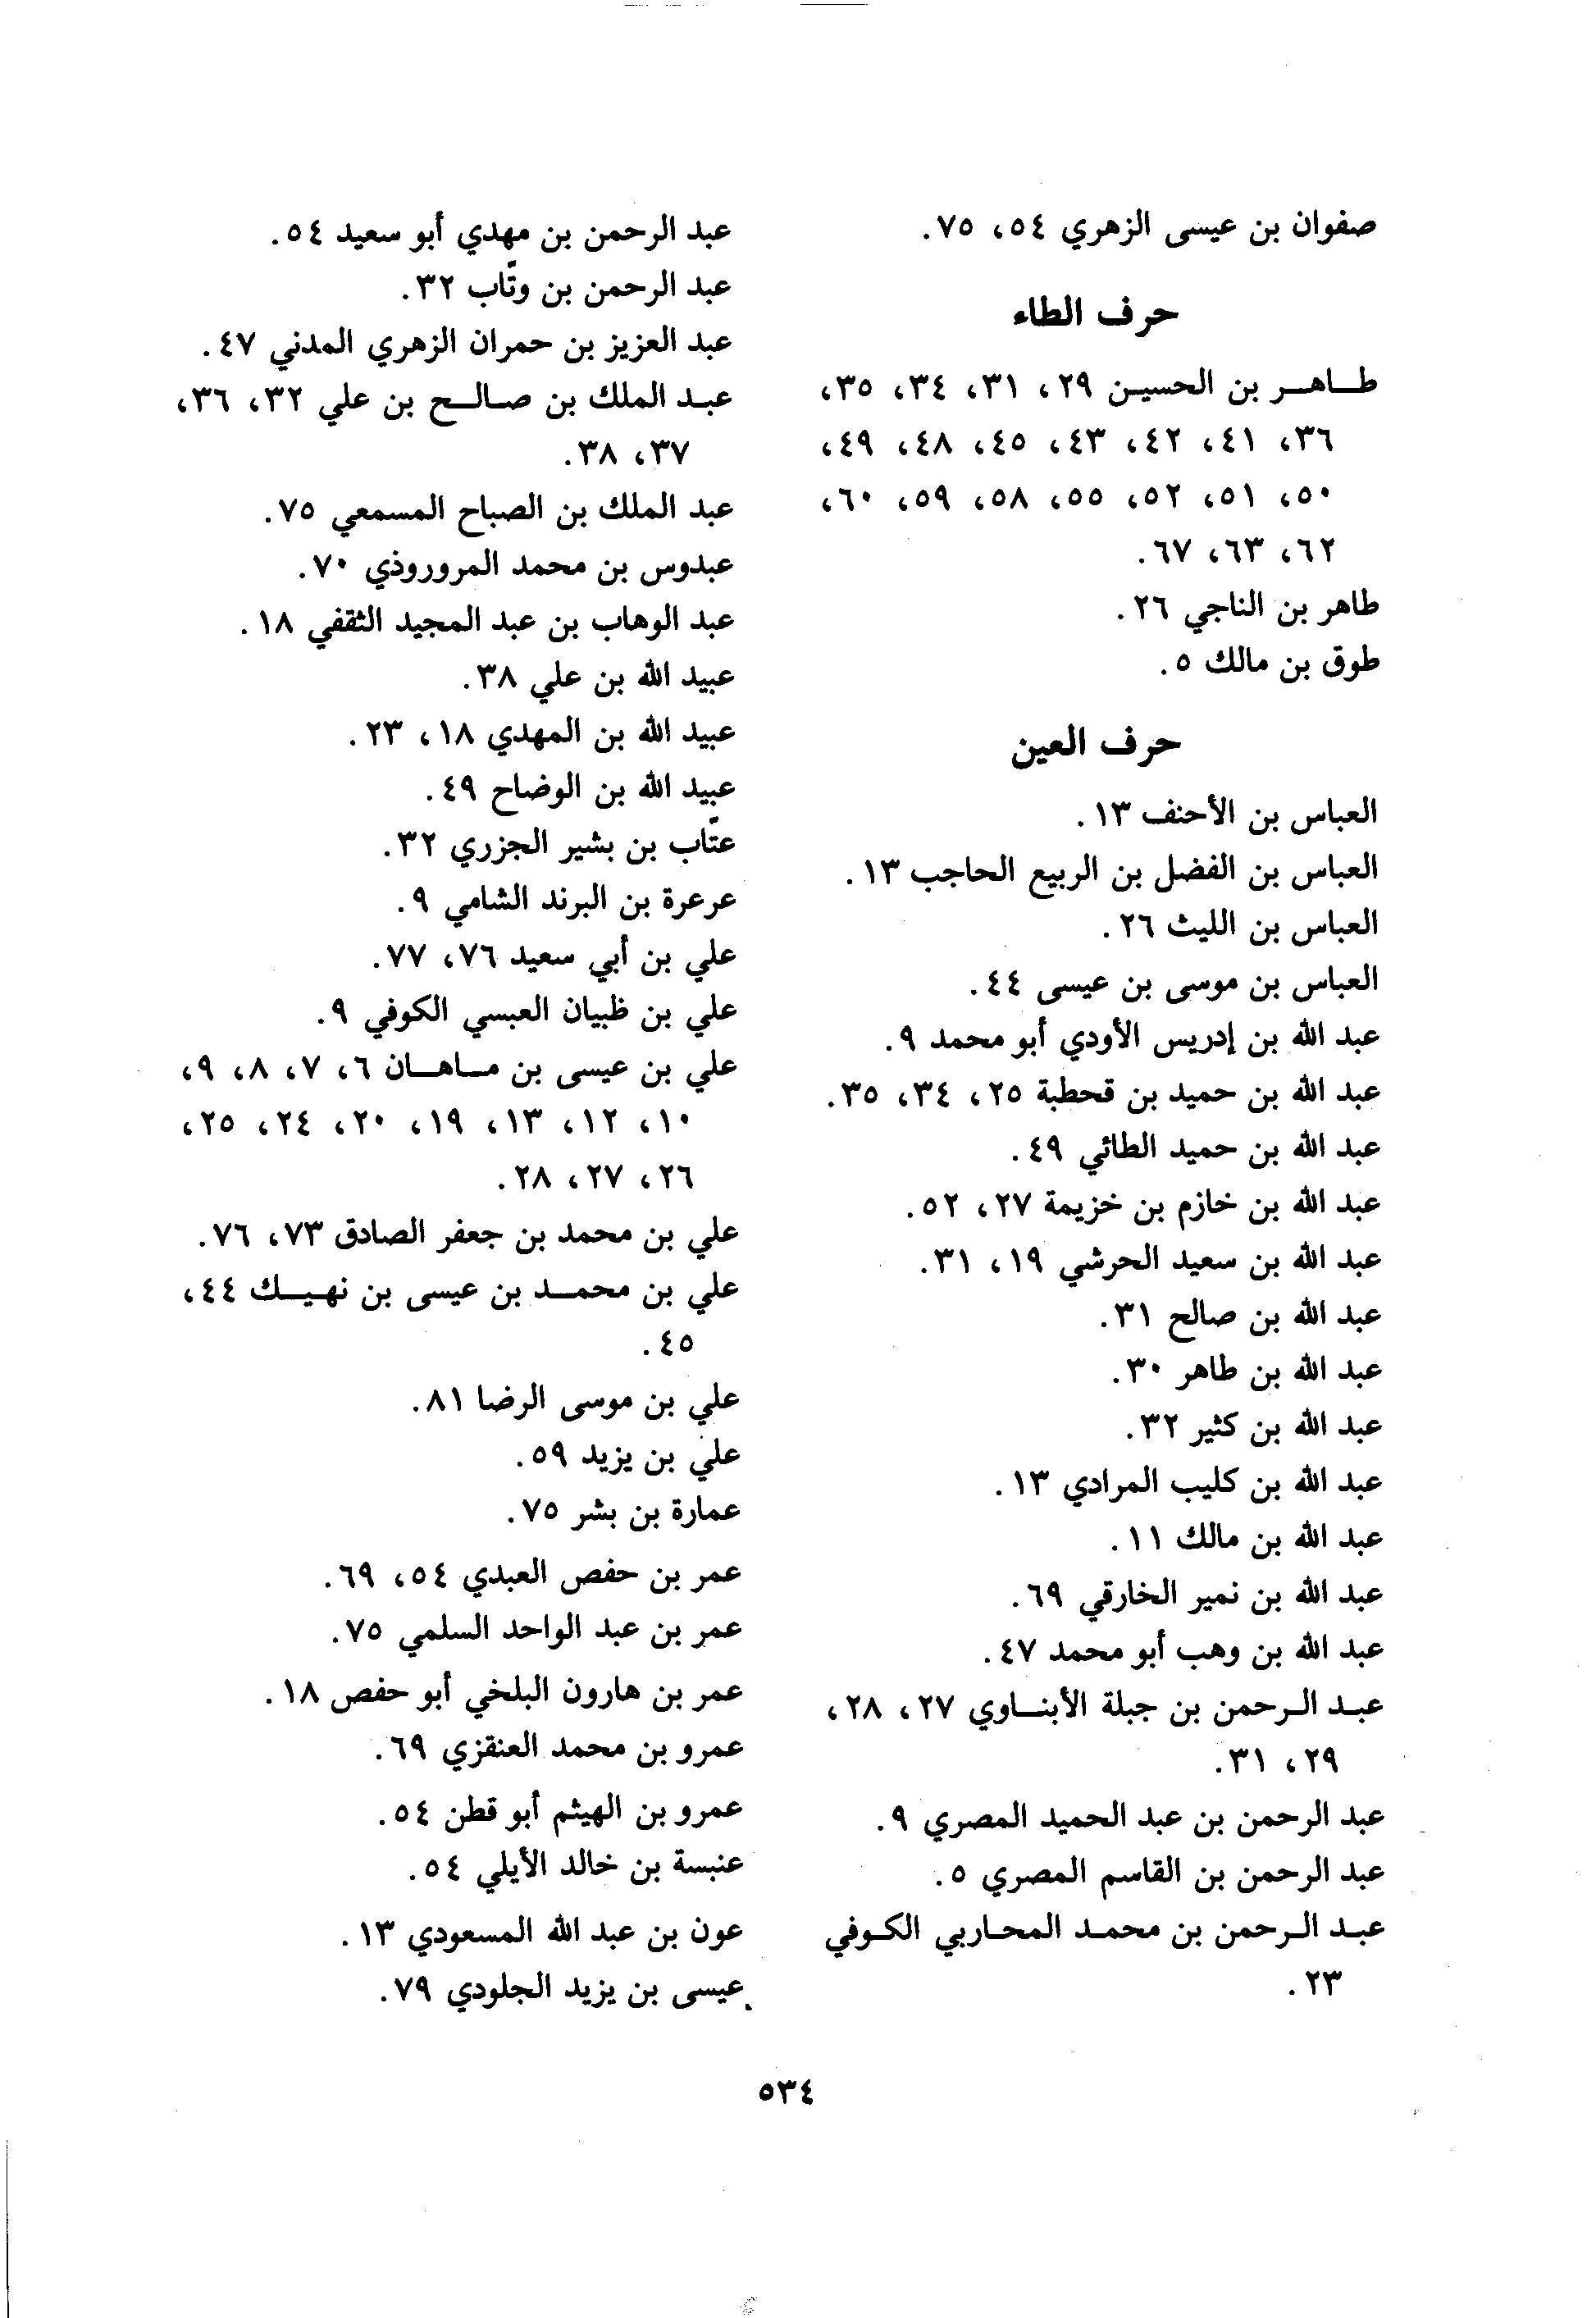 صفوان بن عيسى الزهري ٥٤، ٧٥.
حرف الطاء
طاهر بن الحسين ٢٩، ٣١، ٣٤، ٣٥،
٣٦، ٤١، ٤٢، ٤٣، ٤٥، ٤٨، ٤٩،
٥٠، ٥١، ٥٢، ٥٥، ٥٨، ٥٩، ٦٠،
٦٢، ٦٣، ٦٧.
طاهر بن الناجي ٢٦.
طوق بن مالك ٥.
حرف العين
العباس بن الأحنف ١٣.
العباس بن الفضل بن الربيع الحاجب ١٣.
العباس بن الليث ٢٦.
العباس بن موسى بن عيسى ٤٤.
عبد الله بن إدريس الأودي أبو محمد ٩.
عبد الله بن حميد بن قحطبة ٢٥، ٣٤، ٣٥.
عبد الله بن حميد الطائي ٤٩.
عبد الله بن خازم بن خزيمة ٢٧، ٥٢.
عبد الله بن سعيد الحرشي ١٩، ٣١.
عبد الله بن صالح ٣١.
عبد الله بن طاهر ٣٠.
عبد الله بن كثير ٣٢.
عبد الله بن كليب المرادي ١٣.
عبد الله بن مالك ١١.
عبد الله بن نمير الخارقي ٦٩.
عبد الله بن وهب أبو محمد ٤٧.
عبد الرحمن بن جبلة الأبناوي ٢٧، ٢٨،
٢٩، ٣١.
عبد الرحمن بن عبد الحميد المصري ٩.
عبد الرحمن بن القاسم المصري ٥.
عبد الرحمن بن محمد المحاربي الكوفي
٢٣.
عبد الرحمن بن مهدي أبو سعيد ٥٤.
عبد الرحمن بن وتّاب ٣٢.
عبد العزيز بن حمران الزهري المدني ٤٧.
عبد الملك بن صالح بن علي ٣٢، ٣٦،
٣٧، ٣٨.
عبد الملك بن الصباح المسمعي ٧٥.
عبدوس بن محمد المروروذي ٧٠.
عبد الوهاب بن عبد المجيد الثقفي ١٨.
عبيد الله بن علي ٣٨.
عبيد الله بن المهدي ١٨، ٢٣.
عبيد الله بن الوضاح ٤٩.
عتّاب بن بشير الجزري ٣٢.
عرعرة بن البرند الشامي ٩.
علي بن أبي سعيد ٧٦، ٧٧.
علي بن ظبيان العبسي الكوفي ٩.
علي بن عيسى بن ماهان ٦، ٧، ٨، ٩،
١٠، ١٢، ١٣، ١٩، ٢٠، ٢٤، ٢٥،
٢٦، ٢٧، ٢٨.
علي بن محمد بن جعفر الصادق ٧٣، ٧٦.
علي بن محمد بن عيسى بن نهيك ٤٤،
٤٥.
علي بن موسى الرضا ٨١.
علي بن يزيد ٥٩.
عمارة بن بشر ٧٥.
عمر بن حفص العبدي ٥٤، ٦٩.
عمر بن عبد الواحد السلمي ٧٥.
عمر بن هارون البلخي أبو حفص ١٨.
عمرو بن محمد العنقزي ٦٩.
عمرو بن الهيثم أبو قطن ٥٤.
عنبسة بن خالد الأيلي ٥٤.
عون بن عبد الله المسعودي ١٣.
عيسى بن يزيد الجلودي ٧٩.
٥٣٤